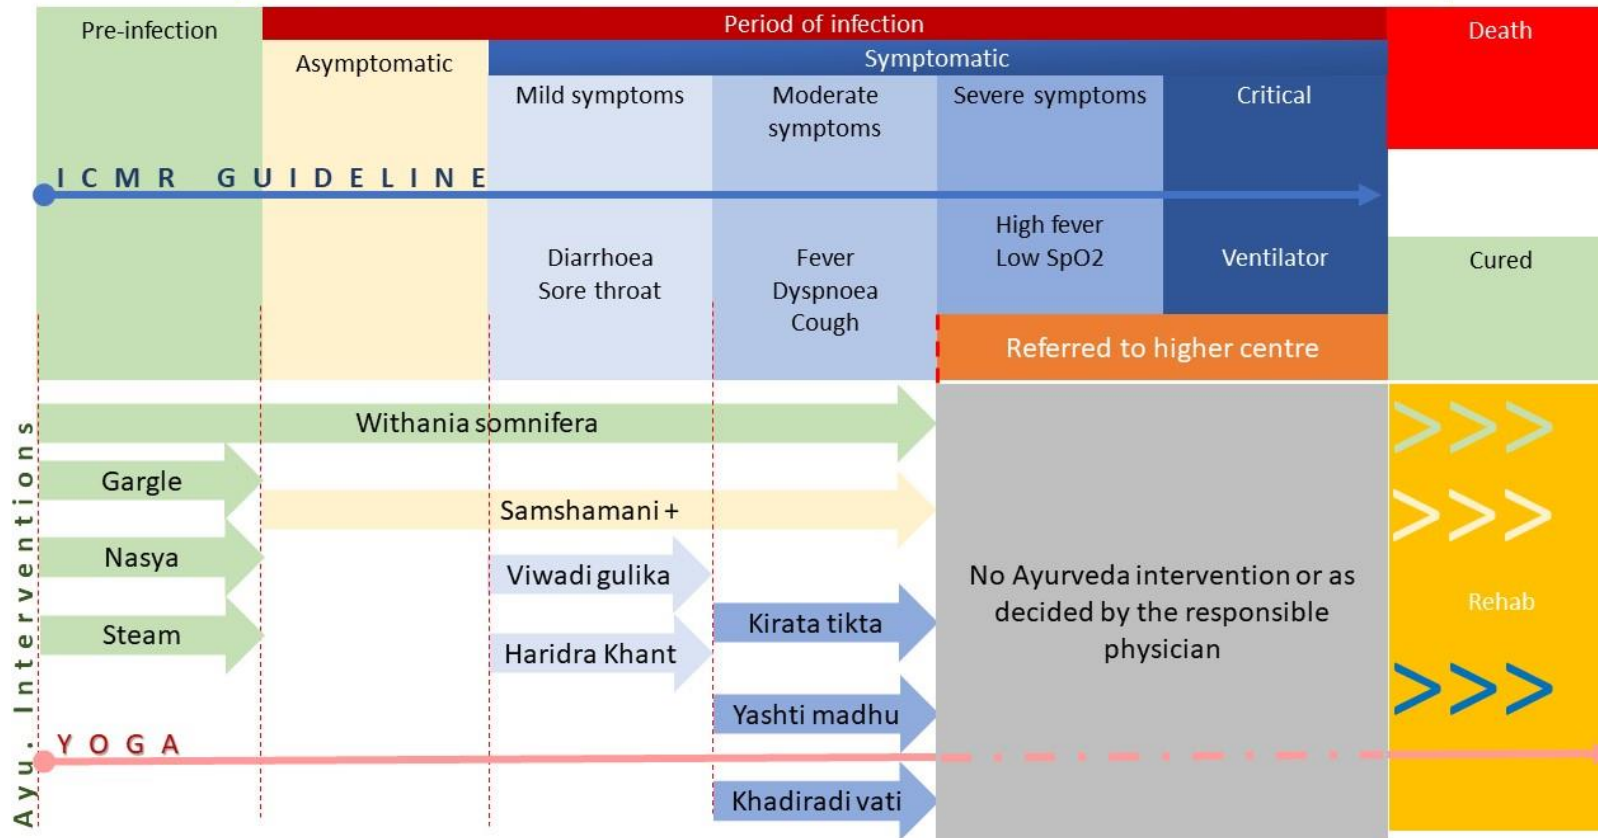 Pre-infection
Period of infection
Death
Asymptomatic
Symptomatic
Mild symptoms
Moderate
symptoms
Severe symptoms
Critical
ICMR GUIDELINE
Diarrhoea
Sore throat
Fever
Dyspnoea
Cough
High fever
Low SpO2
Ventilator
Cured
Referred to higher centre
Ayu. Interventions
Withania somnifera
Gargle
Samshamani +
Nasya
Viwadi gulika
Steam
Haridra Khant
Kirata tikta
Yashti madhu
Khadiradi vati
No Ayurveda intervention or as
decided by the responsible
physician
>>>
>>>
Rehab
>>>
YOGA